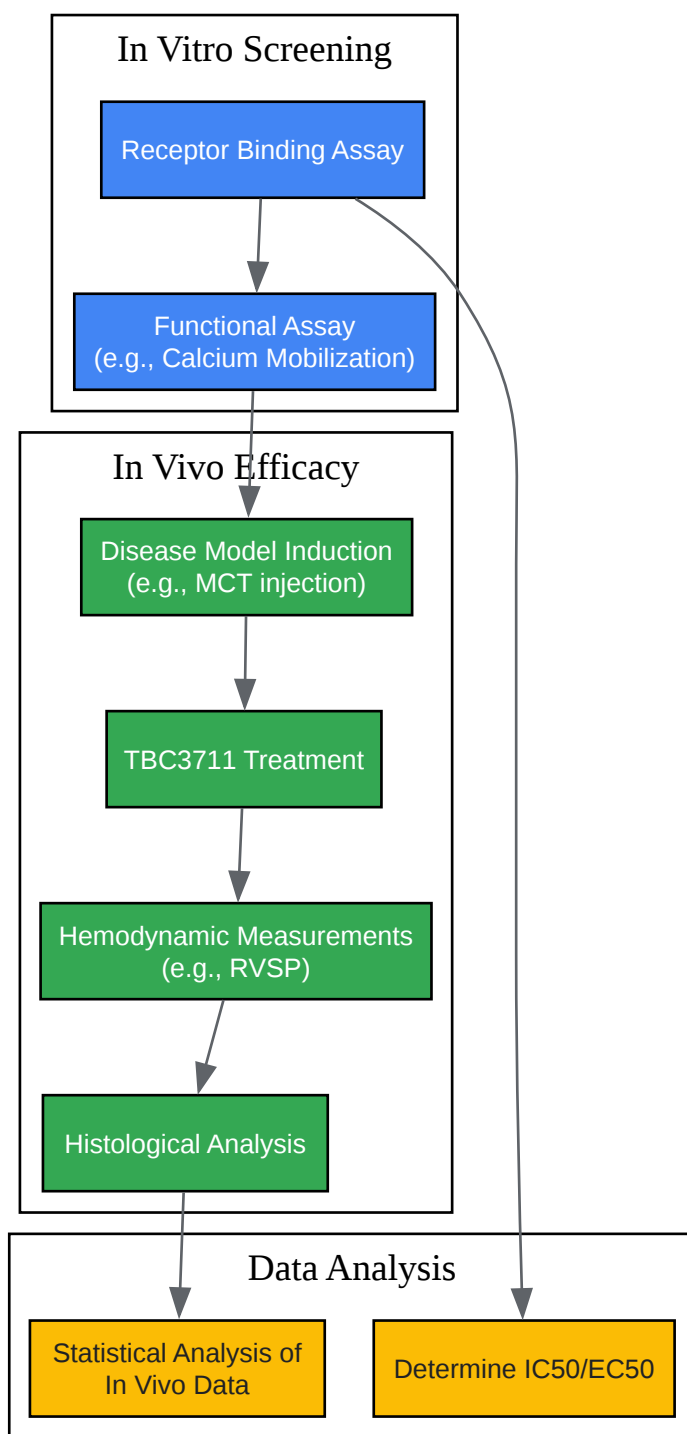 In Vitro Screening
Receptor Binding Assay
Functional Assay
(e.g., Calcium Mobilization)
In Vivo Efficacy
Disease Model Induction
(e.g., MCT injection)
TBC3711 Treatment
Hemodynamic Measurements
(e.g., RVSP)
Histological Analysis
Data Analysis
Statistical Analysis of
In Vivo Data
Determine IC50/EC50